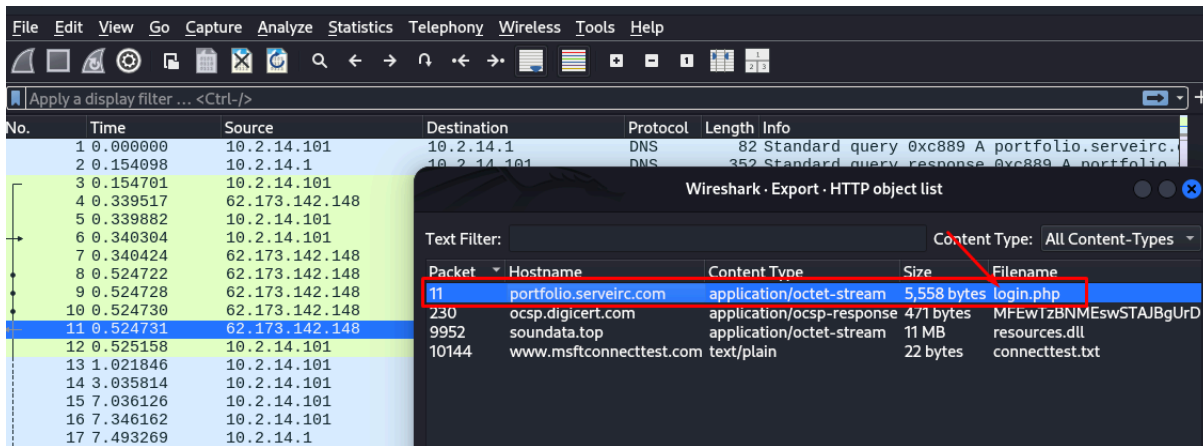 File Edit View Go Capture Analyze Statistics Telephony Wireless Tools Help
Apply a display filter ... <Ctrl-/>
No. Time Source Destination Protocol Length Info
1 0.000000 10.2.14.101 10.2.14.1 DNS 82 Standard query 0xc889 A portfolio.serveirc.
2 0.154098 10.2.14.1 10.2.14.101 DNS 352 Standard query response 0xc889 A portfolio.
3 0.154701 10.2.14.101
4 0.339517 62.173.142.148
5 0.339882 10.2.14.101
6 0.340304 10.2.14.101
7 0.340424 62.173.142.148
8 0.524722 62.173.142.148
9 0.524728 62.173.142.148
10 0.524730 62.173.142.148
11 0.524731 62.173.142.148
12 0.525158 10.2.14.101
13 1.021846 10.2.14.101
14 3.035814 10.2.14.101
15 7.036126 10.2.14.101
16 7.346162 10.2.14.101
17 7.493269 10.2.14.1
Wireshark · Export · HTTP object list
Text Filter: Content Type: All Content-Types
Packet Hostname Content Type Size Filename
11 portfolio.serveirc.com application/octet-stream 5,558 bytes login.php
230 ocsp.digicert.com application/ocsp-response 471 bytes MFEwTzBNMEswSTAJBgUrD
9952 soundata.top application/octet-stream 11 MB resources.dll
10144 www.msftconnecttest.com text/plain 22 bytes connecttest.txt